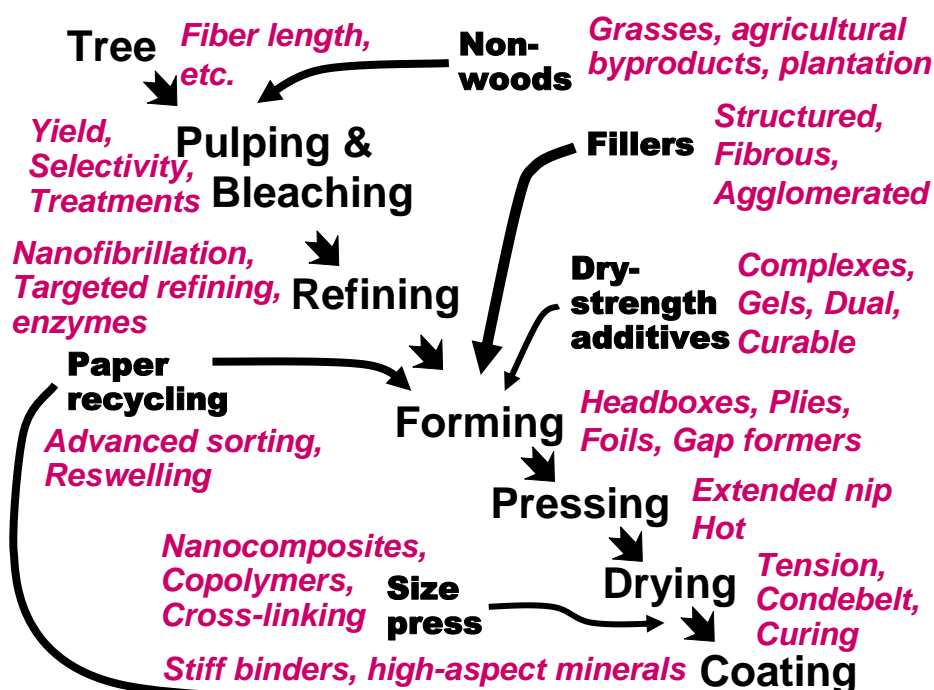 Tree
Fiber length,
etc.
Non-
woods
Grasses, agricultural
byproducts, plantation
Yield,
Selectivity,
Treatments
Pulping &
Bleaching
Fillers
Structured,
Fibrous,
Agglomerated
Nanofibrillation,
Targeted refining,
enzymes
Refining
Dry-
strength
additives
Complexes,
Gels, Dual,
Curable
Paper
recycling
Advanced sorting,
Reswelling
Forming
Headboxes, Plies,
Foils, Gap formers
Pressing
Extended nip
Hot
Nanocomposites,
Copolymers,
Cross-linking
Size
press
Drying
Tension,
Condebelt,
Curing
Stiff binders, high-aspect minerals
Coating